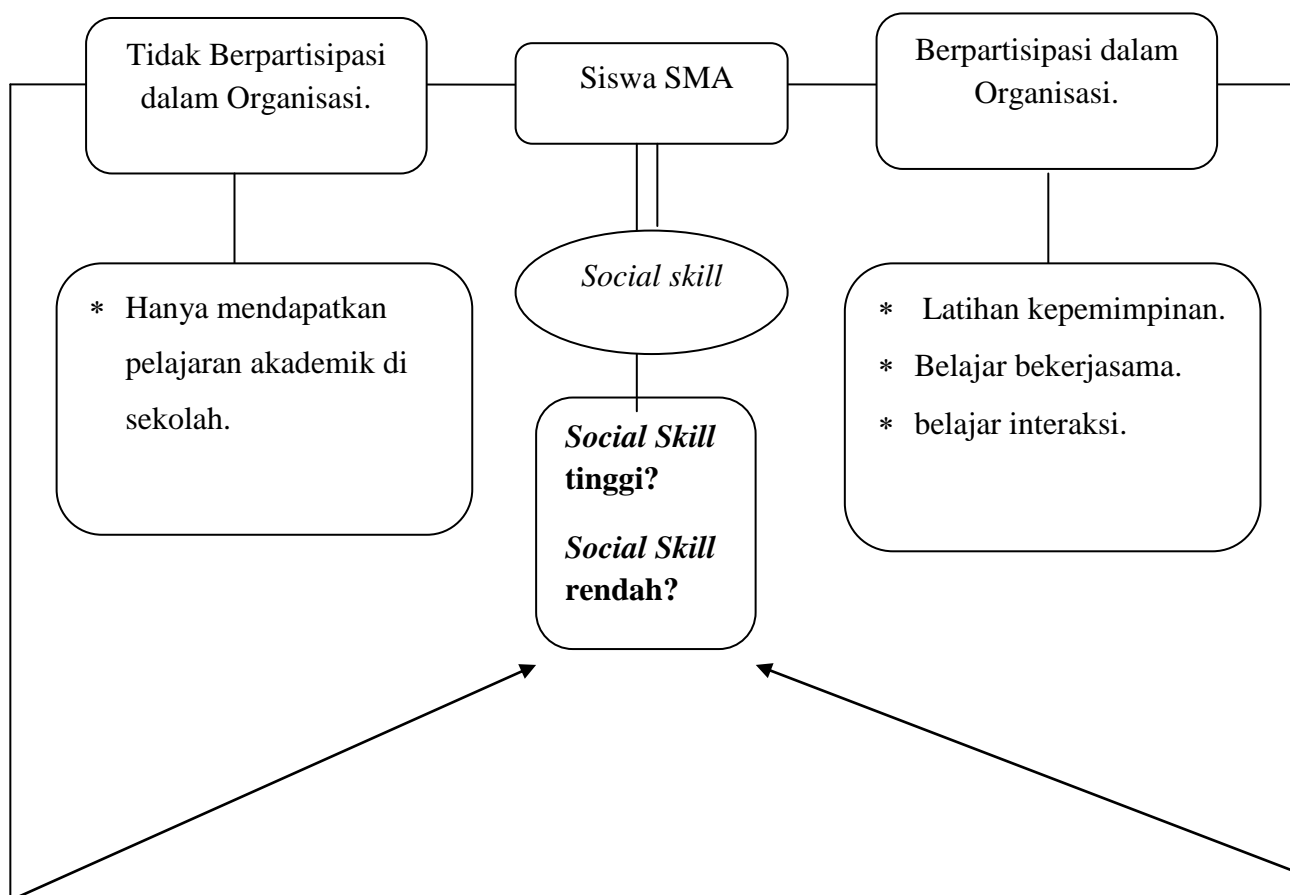 Tidak Berpartisipasi
dalam Organisasi.
Siswa SMA
Berpartisipasi dalam
Organisasi.
Social skill
* Hanya mendapatkan
pelajaran akademik di
sekolah.
* Latihan kepemimpinan.
* Belajar bekerjasama.
* belajar interaksi.
Social Skill
tinggi?
Social Skill
rendah?